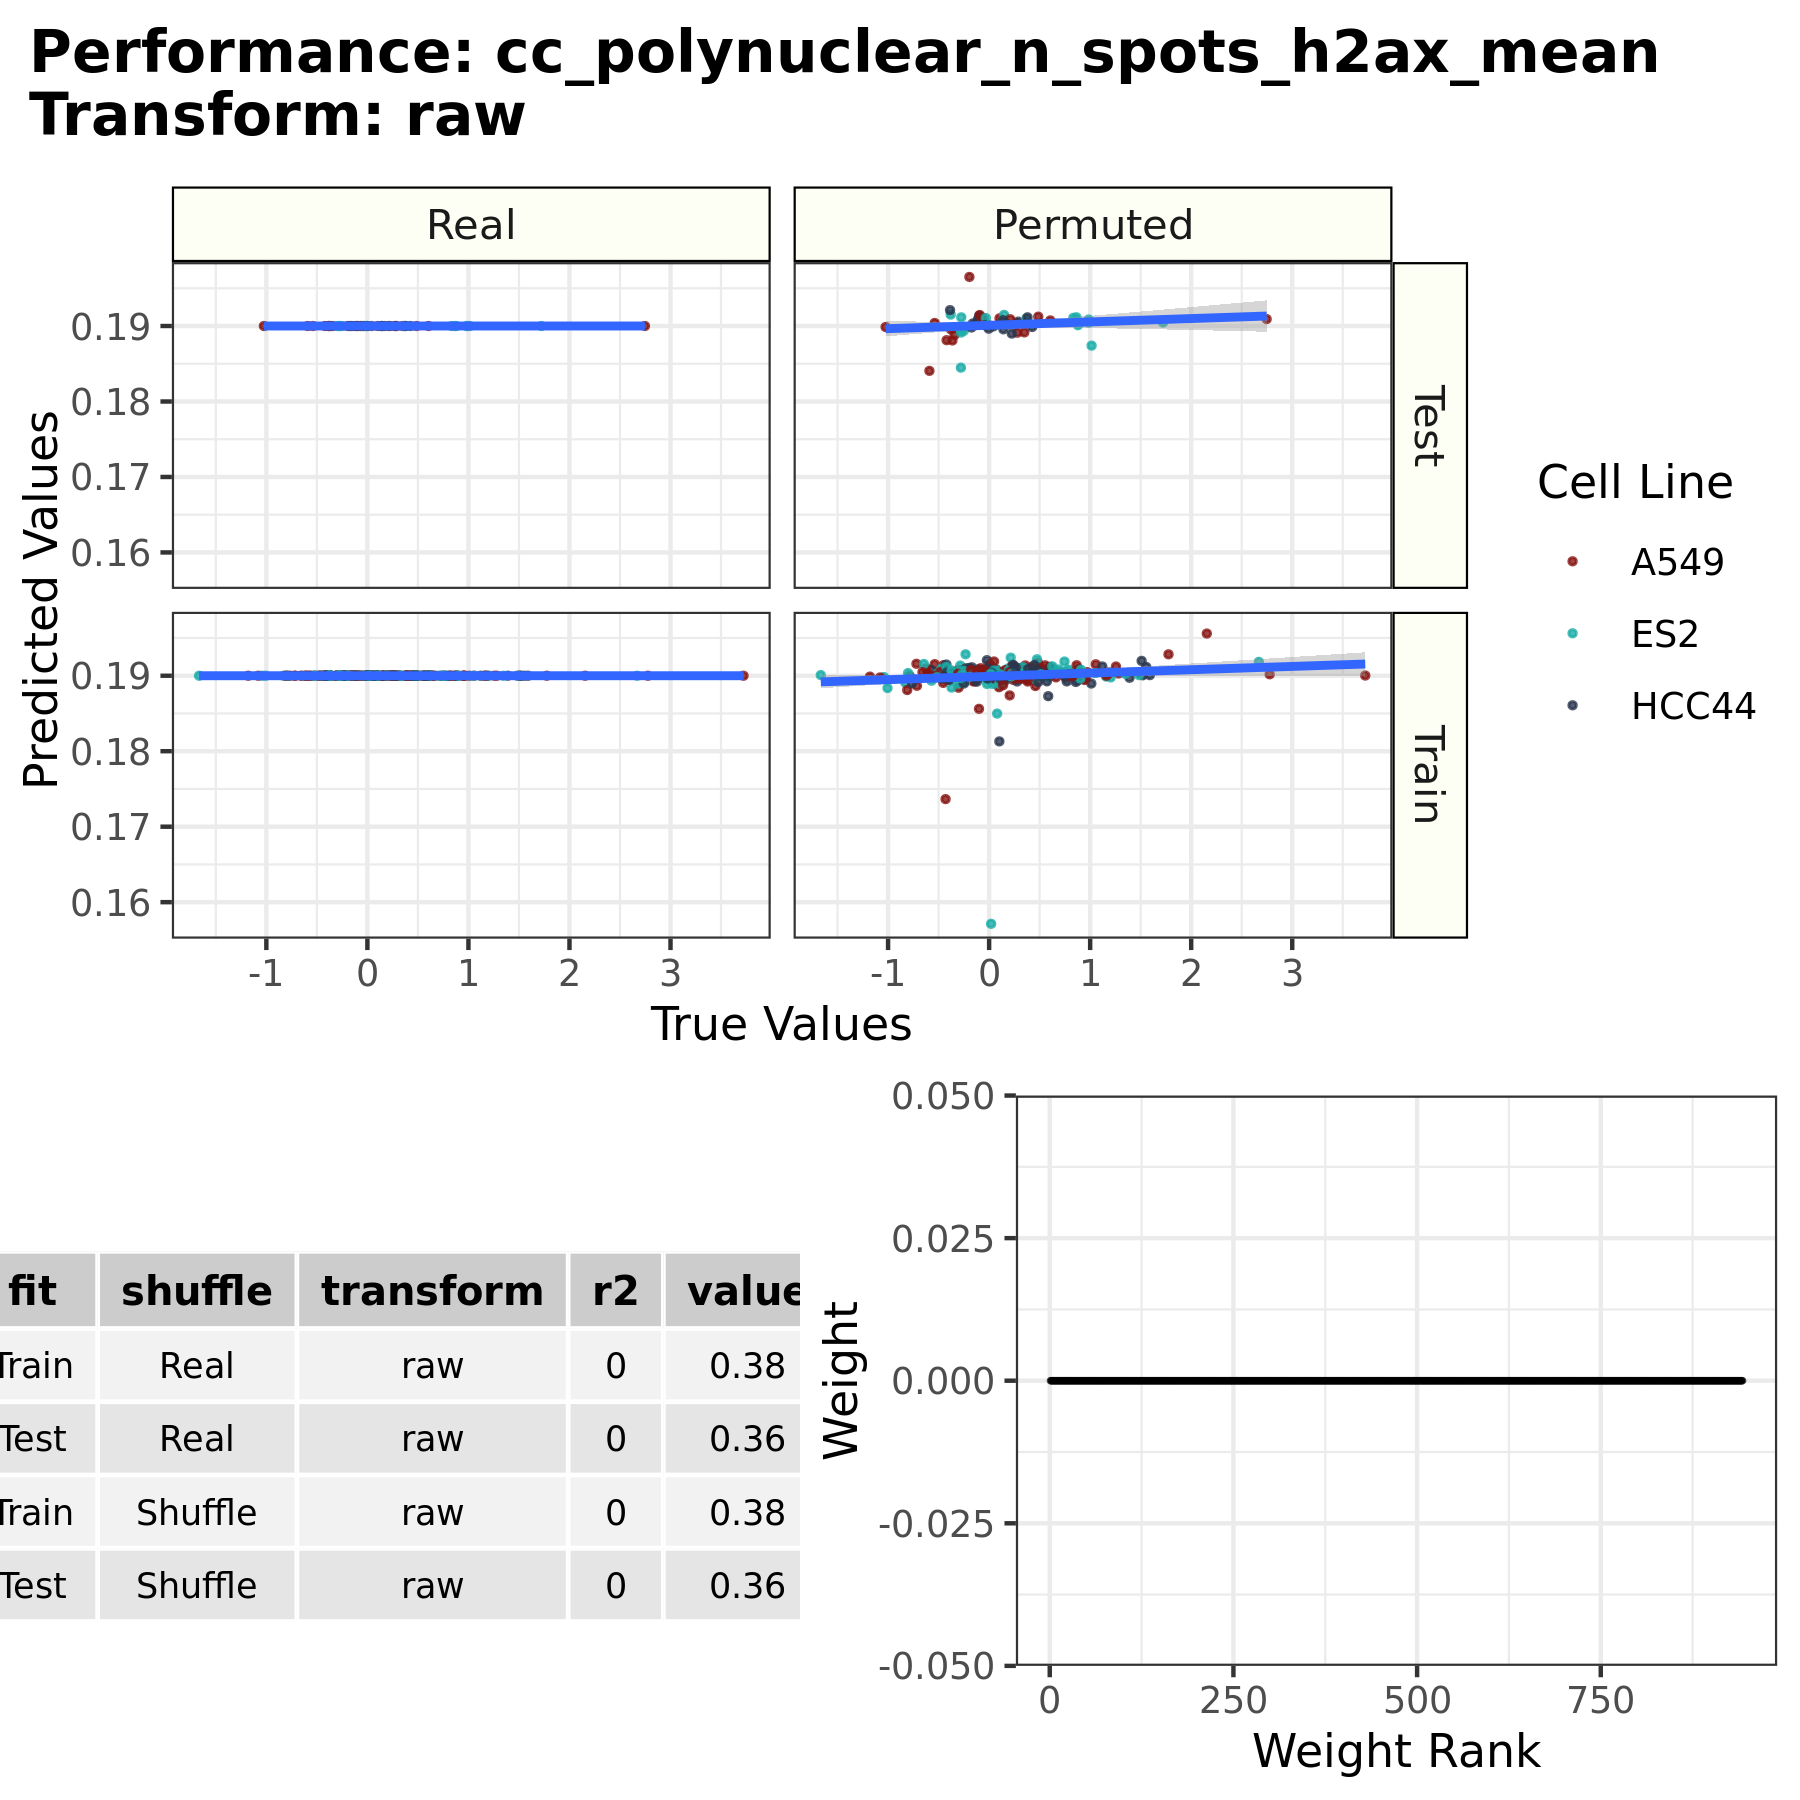 Performance: cc_polynuclear_n_spots_h2ax_mean
Transform: raw
Real
Permuted
0.19
0.18
0.17
0.16
Test
0.19
0.18
0.17
0.16
Train
Predicted Values
-1 0 1 2 3
-1 0 1 2 3
True Values
Cell Line
A549
ES2
HCC44
fit shuffle transform r2 value
Train Real raw 0 0.38
Test Real raw 0 0.36
Train Shuffle raw 0 0.38
Test Shuffle raw 0 0.36
Weight
0.050
0.025
0.000
-0.025
-0.050
0 250 500 750
Weight Rank